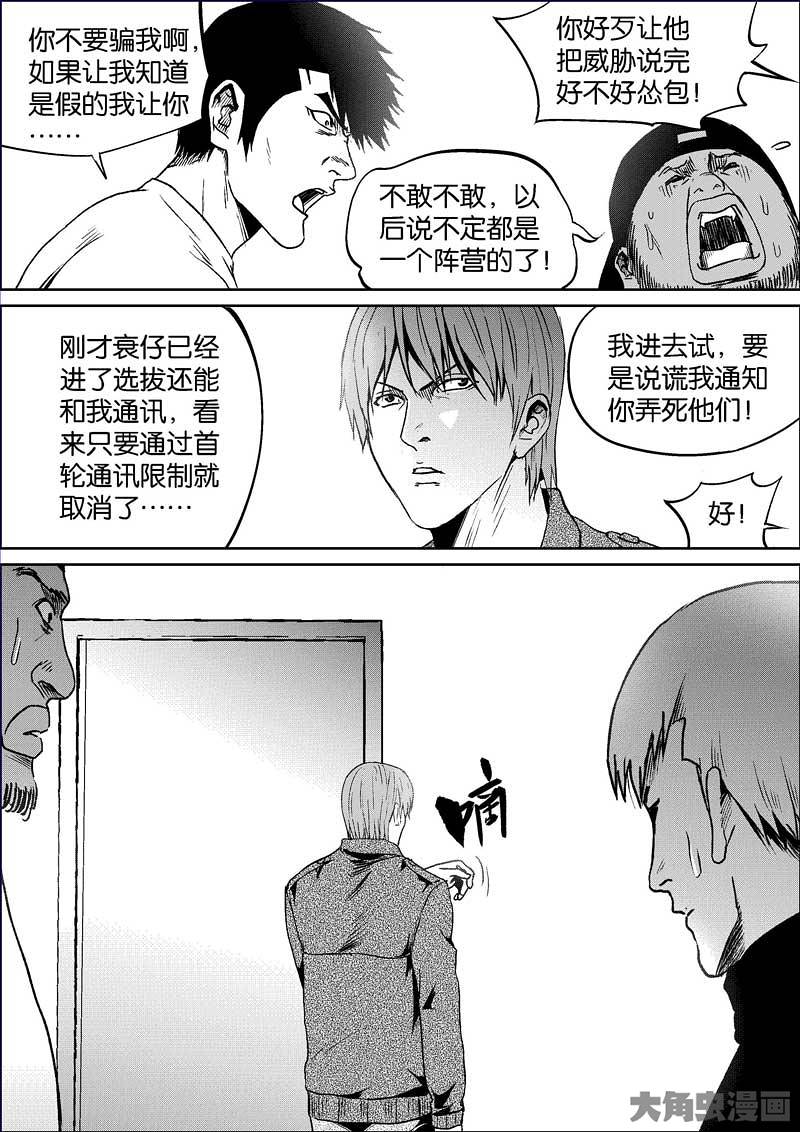 你不要骗我啊，
如果让我知道
是假的我让你
……
你好歹让他
把威胁说完
好不好怂包！
不敢不敢，以
后说不定都是
一个阵营的了！
刚才衰仔已经
进了选拔还能
和我通讯，看
来只要通过首
轮通讯限制就
取消了……
我进去试，要
是说谎我通知
你弄死他们！
好！
嘀
大角虫漫画